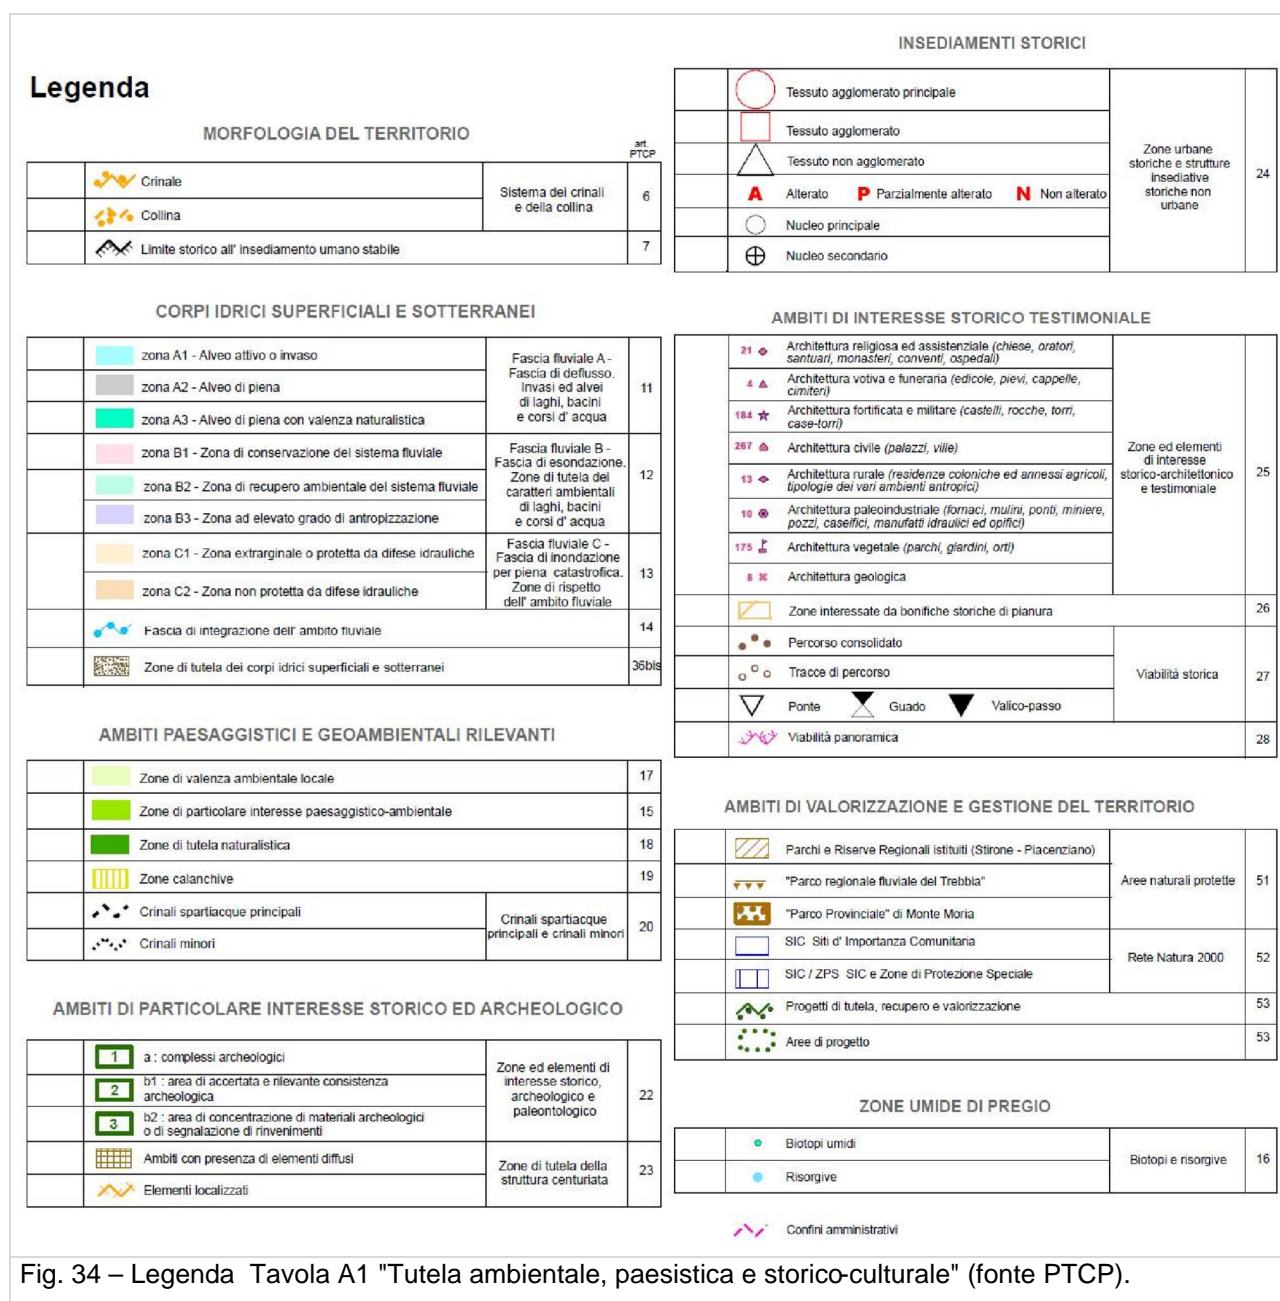 Legenda
MORFOLOGIA DEL TERRITORIO
art.
PTCP
Crinale
Collina
Sistema dei crinali
e della collina
6
Limite storico all' insediamento umano stabile
7
CORPI IDRICI SUPERFICIALI E SOTTERRANEI
zona A1 - Alveo attivo o invaso
zona A2 - Alveo di piena
zona A3 - Alveo di piena con valenza naturalistica
Fascia fluviale A -
Fascia di deflusso.
Invasi ed alvei
di laghi, bacini
e corsi d' acqua
11
zona B1 - Zona di conservazione del sistema fluviale
zona B2 - Zona di recupero ambientale del sistema fluviale
zona B3 - Zona ad elevato grado di antropizzazione
Fascia fluviale B -
Fascia di esondazione.
Zone di tutela dei
caratteri ambientali
di laghi, bacini
e corsi d' acqua
12
zona C1 - Zona extrarginale o protetta da difese idrauliche
zona C2 - Zona non protetta da difese idrauliche
Fascia fluviale C -
Fascia di inondazione
per piena catastrofica.
Zone di rispetto
dell' ambito fluviale
13
Fascia di integrazione dell' ambito fluviale
14
Zone di tutela dei corpi idrici superficiali e sotterranei
36bis
AMBITI PAESAGGISTICI E GEOAMBIENTALI RILEVANTI
Zone di valenza ambientale locale
17
Zone di particolare interesse paesaggistico-ambientale
15
Zone di tutela naturalistica
18
Zone calanchive
19
Crinali spartiacque principali
Crinali minori
Crinali spartiacque
principali e crinali minori
20
AMBITI DI PARTICOLARE INTERESSE STORICO ED ARCHEOLOGICO
1 a : complessi archeologici
2 b1 : area di accertata e rilevante consistenza
archeologica
3 b2 : area di concentrazione di materiali archeologici
o di segnalazione di rinvenimenti
Zone ed elementi di
interesse storico,
archeologico e
paleontologico
22
Ambiti con presenza di elementi diffusi
Elementi localizzati
Zone di tutela della
struttura centuriata
23
INSEDIAMENTI STORICI
Tessuto agglomerato principale
Tessuto agglomerato
Tessuto non agglomerato
A Alterato P Parzialmente alterato N Non alterato
Nucleo principale
Nucleo secondario
Zone urbane
storiche e strutture
insediative
storiche non
urbane
24
AMBITI DI INTERESSE STORICO TESTIMONIALE
21 Architettura religiosa ed assistenziale (chiese, oratori,
santuari, monasteri, conventi, ospedali)
4 Architettura votiva e funeraria (edicole, pievi, cappelle,
cimiteri)
184 Architettura fortificata e militare (castelli, rocche, torri,
case-torri)
267 Architettura civile (palazzi, ville)
13 Architettura rurale (residenze coloniche ed annessi agricoli,
tipologie dei vari ambienti antropici)
10 Architettura paleoindustriale (fornaci, mulini, ponti, miniere,
pozzi, caseifici, manufatti idraulici ed opifici)
175 Architettura vegetale (parchi, giardini, orti)
8 Architettura geologica
Zone ed elementi
di interesse
storico-architettonico
e testimoniale
25
Zone interessate da bonifiche storiche di pianura
26
Percorso consolidato
Tracce di percorso
Ponte Guado Valico-passo
Viabilità storica
27
Viabilità panoramica
28
AMBITI DI VALORIZZAZIONE E GESTIONE DEL TERRITORIO
Parchi e Riserve Regionali istituiti (Stirone - Piacenziano)
"Parco regionale fluviale del Trebbia"
"Parco Provinciale" di Monte Moria
Aree naturali protette
51
SIC Siti d' Importanza Comunitaria
SIC / ZPS SIC e Zone di Protezione Speciale
Rete Natura 2000
52
Progetti di tutela, recupero e valorizzazione
53
Aree di progetto
53
ZONE UMIDE DI PREGIO
Biotopi umidi
Risorgive
Biotopi e risorgive
16
Confini amministrativi
Fig. 34 – Legenda Tavola A1 "Tutela ambientale, paesistica e storico-culturale" (fonte PTCP).